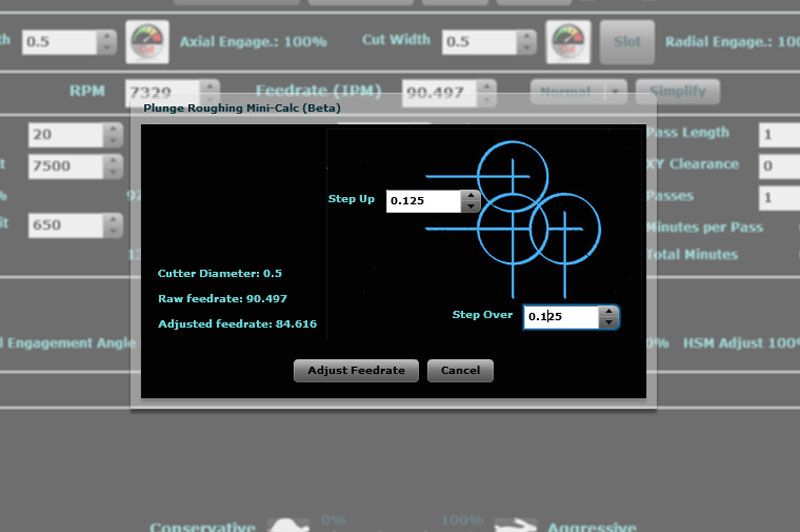 0.5
Cut
Axial Engage.: 100%
Cut Width
0.5
Cut
Slot
Radial Engage.: 100
RPM
7329
Feedrate (IPM)
90.497
Normal
Simplify
Plunge Roughing Mini-Calc (Beta)
20
Pass Length
1
7500
XY Clearance
0
Step Up
0.125
Passes
1
650
Minutes per Pass
Total Minutes
Cutter Diameter: 0.5
Raw feedrate: 90.497
Step Over
0.125
Adjusted feedrate: 84.616
Engagement Angle
0%
HSM Adjust 100%
Adjust Feedrate
Cancel
Conservative
0%
100%
Aggressive